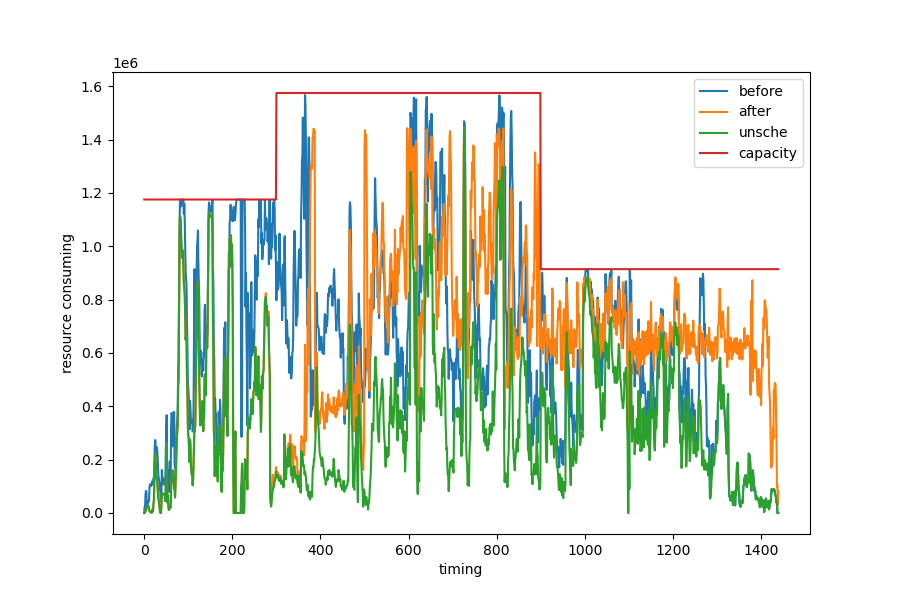 1e6
before
after
unsche
capacity
1.6
1.4
1.2
1.0
0.8
0.6
0.4
0.2
0.0
resource consuming
0 200 400 600 800 1000 1200 1400
timing